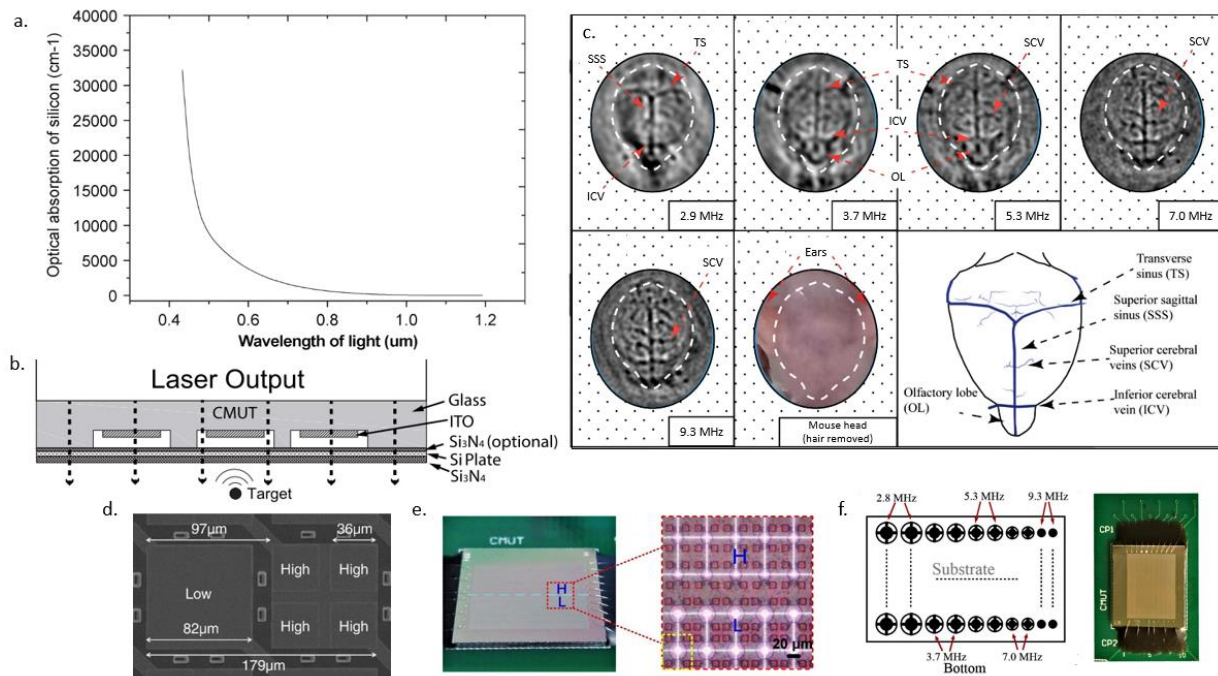 a.
Optical absorption of silicon (cm-1)
40000
35000
30000
25000
20000
15000
10000
5000
0
0.4
0.6
0.8
1.0
1.2
Wavelength of light (um)
b.
Laser Output
CMUT
Glass
ITO
Si₃N₄ (optional)
Si Plate
Si₃N₄
Target
c.
SSS
TS
ICV
2.9 MHz
TS
ICV
OL
3.7 MHz
SCV
5.3 MHz
SCV
7.0 MHz
SCV
9.3 MHz
Ears
Mouse head
(hair removed)
Transverse
sinus (TS)
Superior sagittal
sinus (SSS)
Superior cerebral
veins (SCV)
Olfactory lobe
(OL)
Inferior cerebral
vein (ICV)
d.
97μm
36μm
Low
High
High
High
High
82μm
179μm
e.
CMUT
H
L
H
L
20 μm
f.
2.8 MHz
5.3 MHz
9.3 MHz
Substrate
3.7 MHz
7.0 MHz
Bottom
CP1
CMUT
CP2